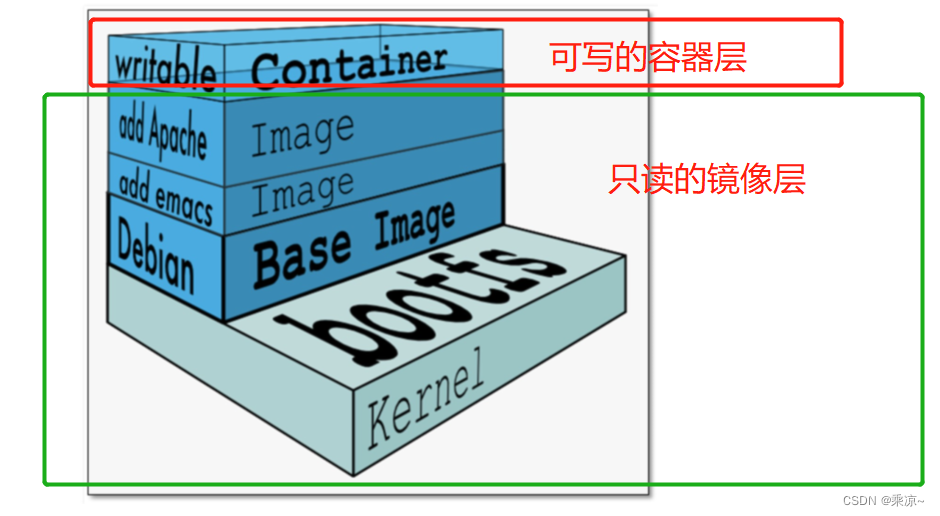 writable Container
可写的容器层
add Apache Image
只读的镜像层
add emacs Image
Debian Base Image
bootfs
Kernel
CSDN @乘凉~